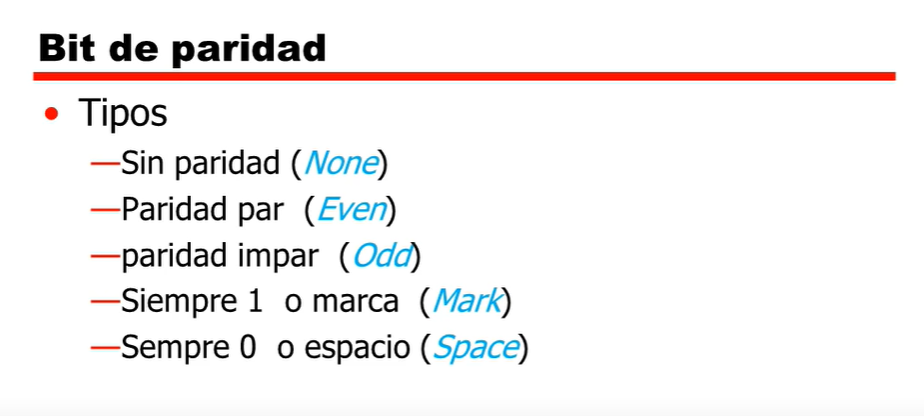 Bit de paridad
• Tipos
—Sin paridad (None)
—Paridad par (Even)
—paridad impar (Odd)
—Siempre 1 o marca (Mark)
—Sempre 0 o espacio (Space)